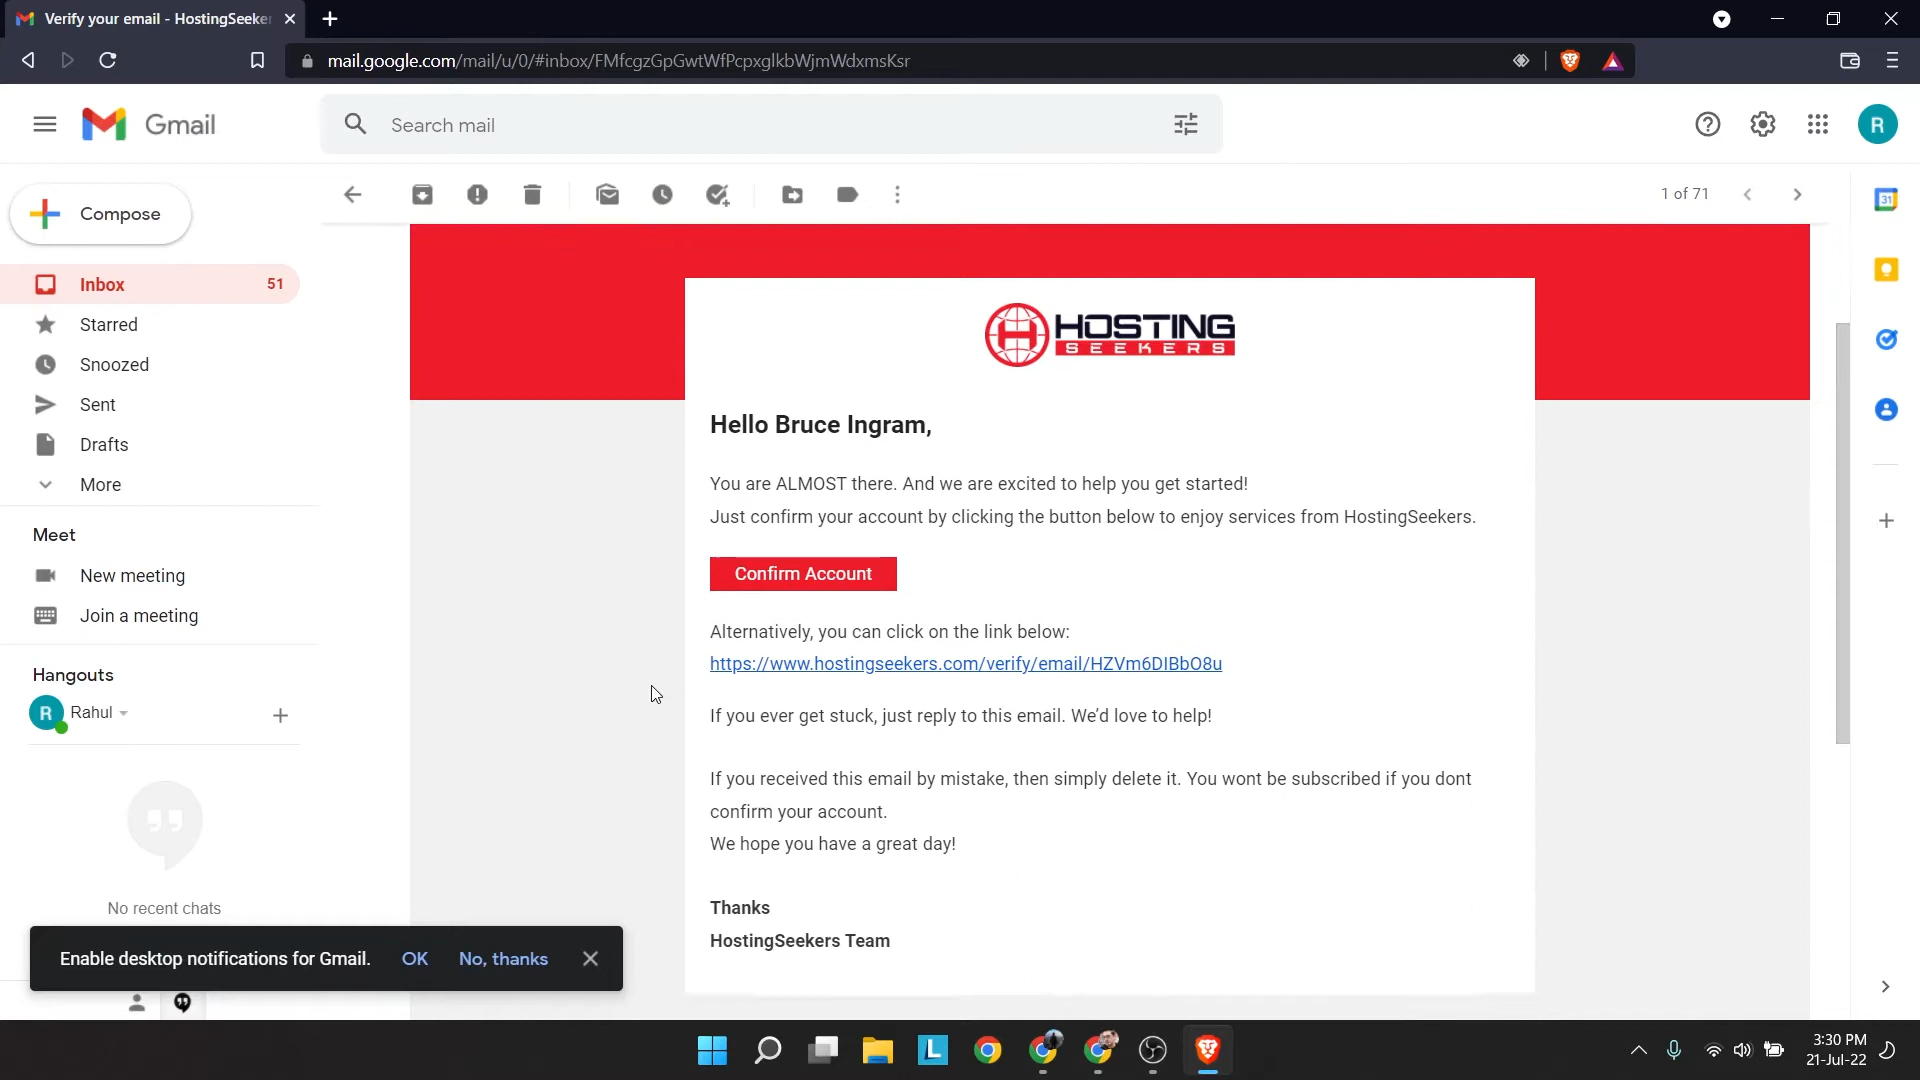 Verify your email - HostingSeeker
mail.google.com/mail/u/0/#inbox/FMfcgzGpGwtWfPcpxglkbWjmWdxmsKsr
Gmail
Search mail
R
Compose
1 of 71
31
Inbox 51
Starred
Snoozed
Sent
Drafts
More
Meet
New meeting
Join a meeting
Hangouts
R Rahul
No recent chats
HOSTING
SEEKERS
Hello Bruce Ingram,
You are ALMOST there. And we are excited to help you get started!
Just confirm your account by clicking the button below to enjoy services from HostingSeekers.
Confirm Account
Alternatively, you can click on the link below:
https://www.hostingseekers.com/verify/email/HZVm6DIBbO8u
If you ever get stuck, just reply to this email. We'd love to help!
If you received this email by mistake, then simply delete it. You wont be subscribed if you dont
confirm your account.
We hope you have a great day!
Thanks
HostingSeekers Team
Enable desktop notifications for Gmail. OK No, thanks
L
3:30 PM
21-Jul-22